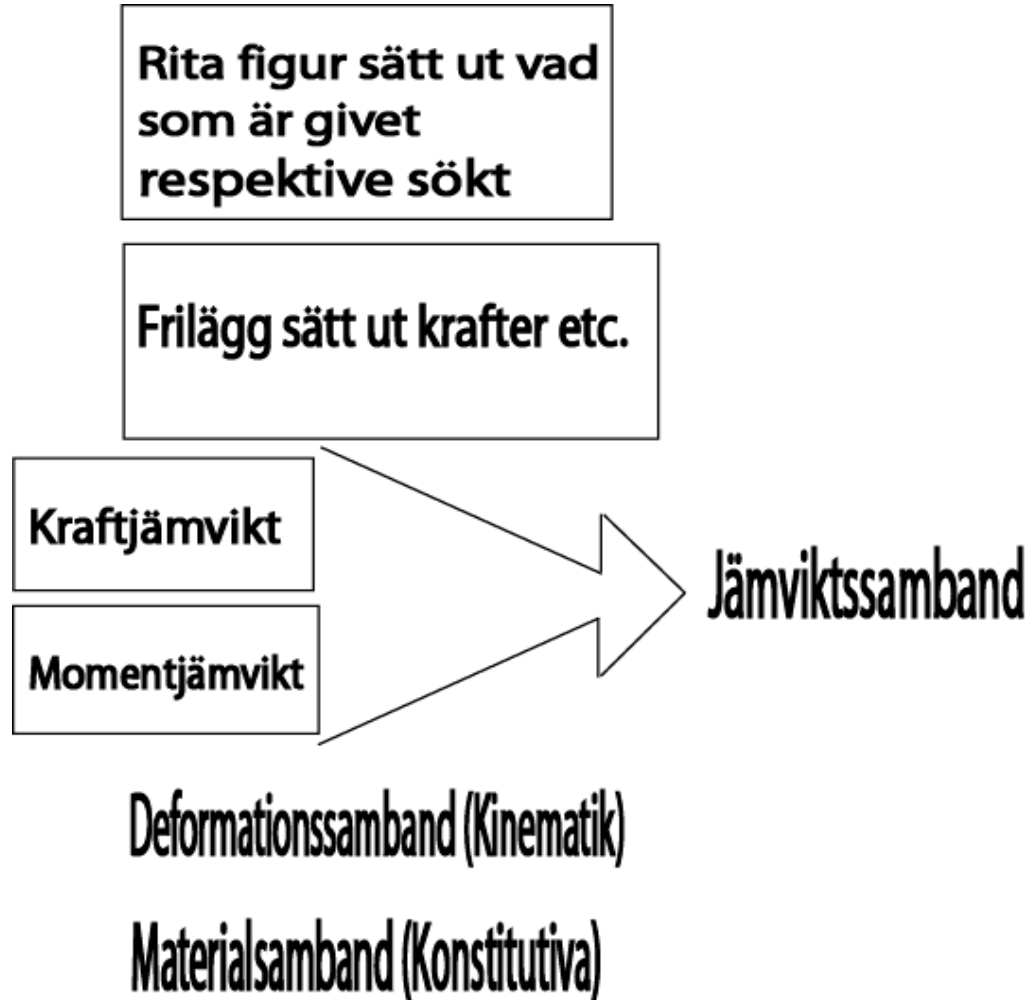 Rita figur sätt ut vad
som är givet
respektive sökt
Frilägg sätt ut krafter etc.
Kraftjämvikt
Momentjämvikt
Jämviktssamband
Deformationssamband (Kinematik)
Materialsamband (Konstitutiva)